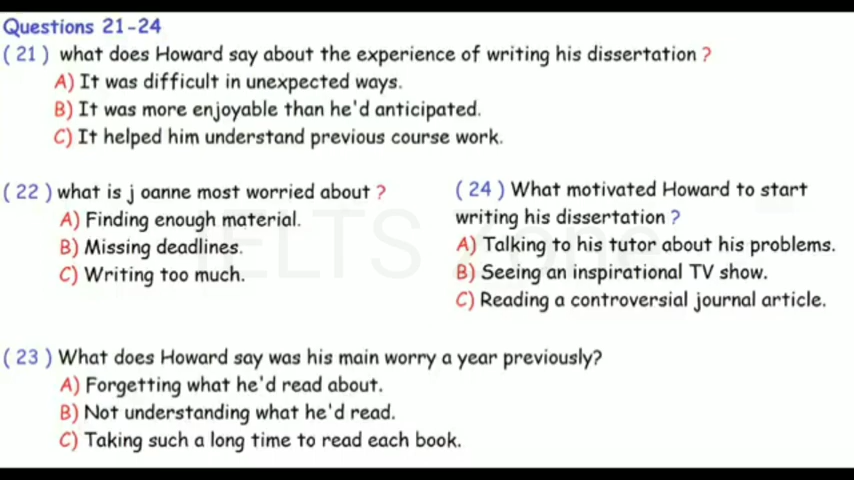 Questions 21-24
( 21 ) what does Howard say about the experience of writing his dissertation ?
A) It was difficult in unexpected ways.
B) It was more enjoyable than he'd anticipated.
C) It helped him understand previous course work.
( 22 ) what is j oanne most worried about ?
A) Finding enough material.
B) Missing deadlines.
C) Writing too much.
( 24 ) What motivated Howard to start
writing his dissertation ?
A) Talking to his tutor about his problems.
B) Seeing an inspirational TV show.
C) Reading a controversial journal article.
( 23 ) What does Howard say was his main worry a year previously?
A) Forgetting what he'd read about.
B) Not understanding what he'd read.
C) Taking such a long time to read each book.
IELTS Zone